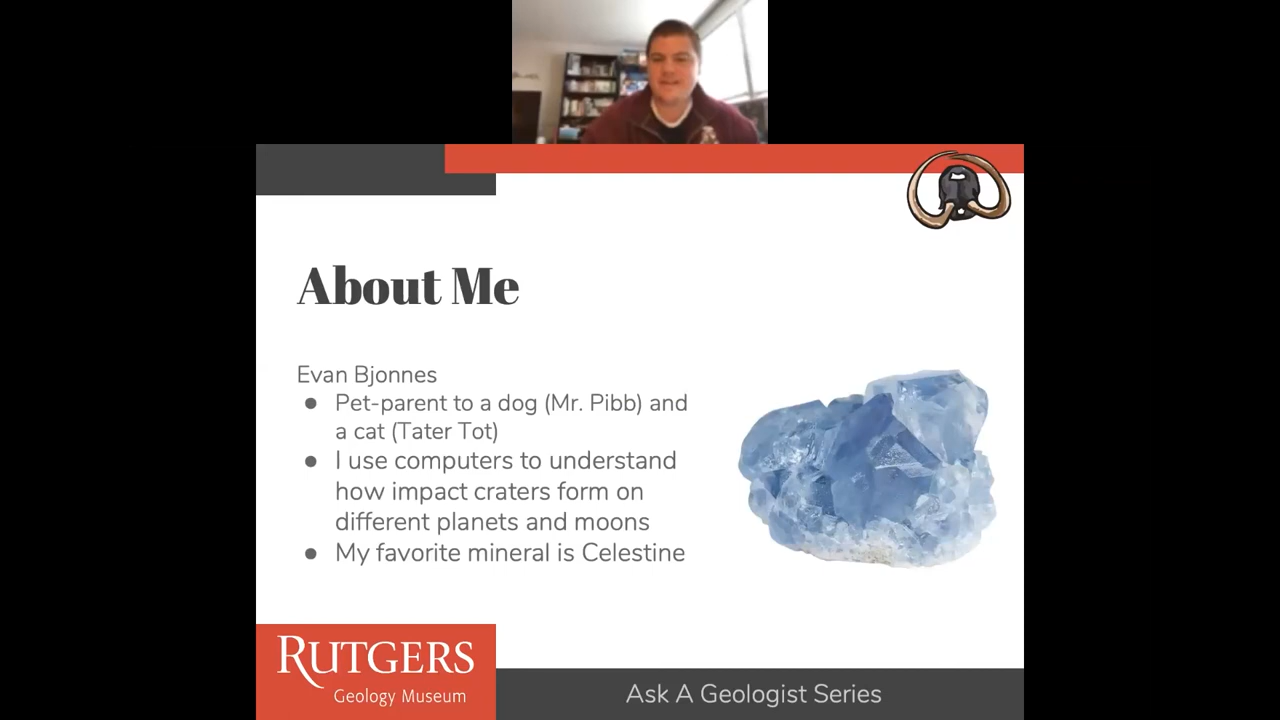 About Me
Evan Bjonnes
● Pet-parent to a dog (Mr. Pibb) and
a cat (Tater Tot)
● I use computers to understand
how impact craters form on
different planets and moons
● My favorite mineral is Celestine
RUTGERS
Geology Museum
Ask A Geologist Series